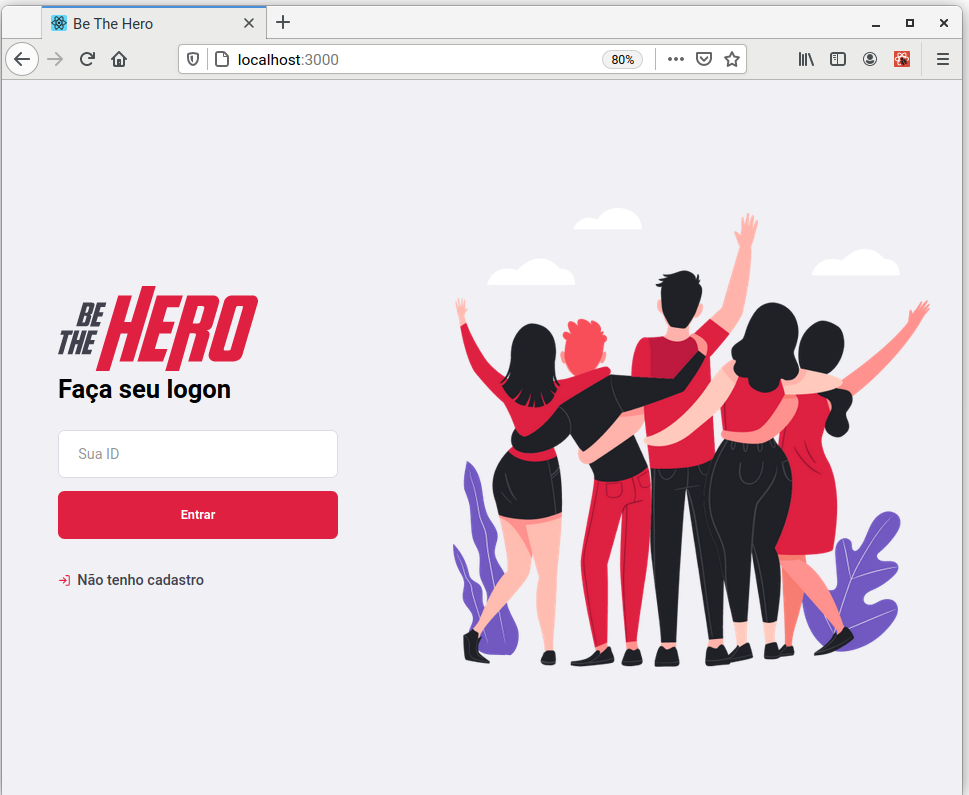 Be The Hero
localhost:3000
80%
BE
THE HERO
Faça seu logon
Sua ID
Entrar
Não tenho cadastro